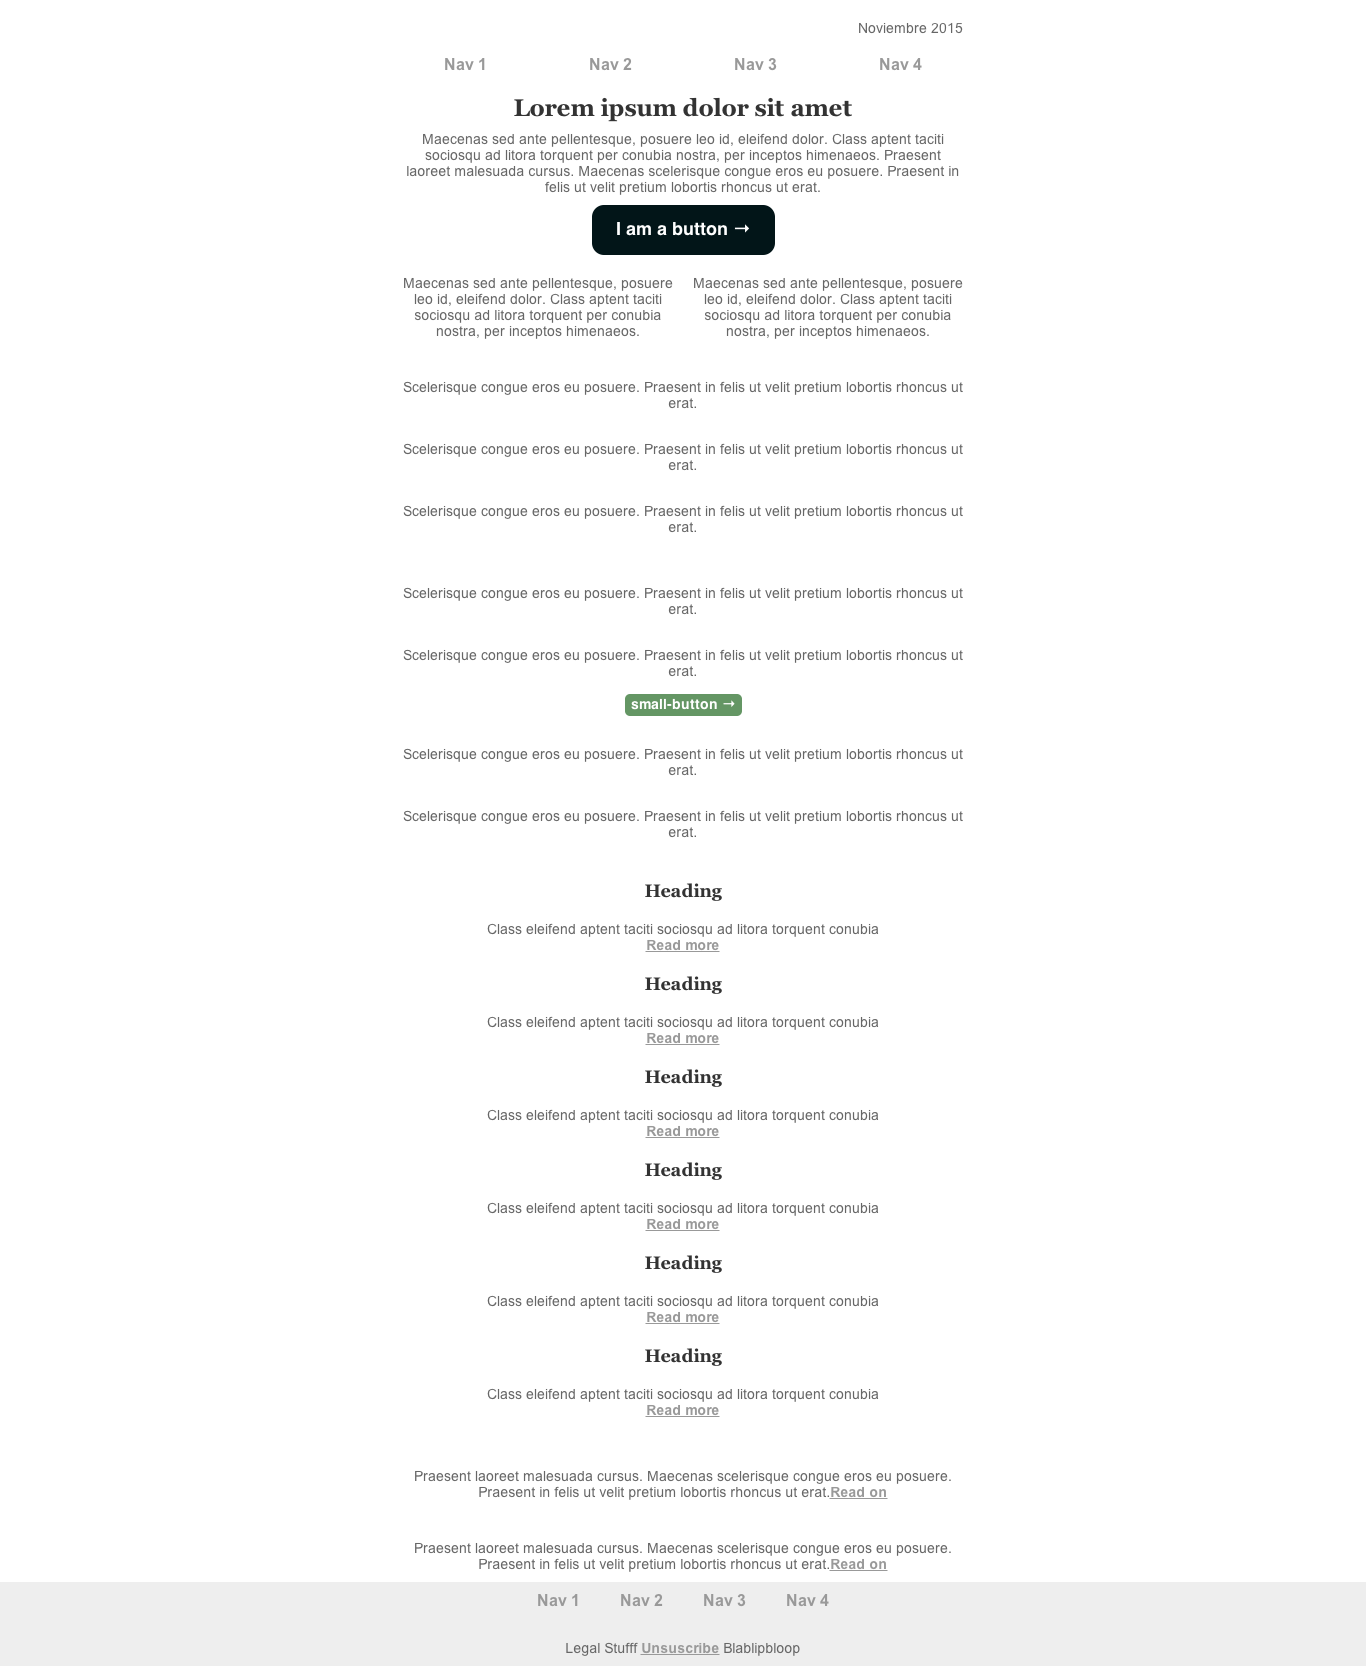 Noviembre 2015
Nav 1 Nav 2 Nav 3 Nav 4
Lorem ipsum dolor sit amet
Maecenas sed ante pellentesque, posuere leo id, eleifend dolor. Class aptent taciti
sociosqu ad litora torquent per conubia nostra, per inceptos himenaeos. Praesent
laoreet malesuada cursus. Maecenas scelerisque congue eros eu posuere. Praesent in
felis ut velit pretium lobortis rhoncus ut erat.
I am a button →
Maecenas sed ante pellentesque, posuere
leo id, eleifend dolor. Class aptent taciti
sociosqu ad litora torquent per conubia
nostra, per inceptos himenaeos.
Maecenas sed ante pellentesque, posuere
leo id, eleifend dolor. Class aptent taciti
sociosqu ad litora torquent per conubia
nostra, per inceptos himenaeos.
Scelerisque congue eros eu posuere. Praesent in felis ut velit pretium lobortis rhoncus ut
erat.
Scelerisque congue eros eu posuere. Praesent in felis ut velit pretium lobortis rhoncus ut
erat.
Scelerisque congue eros eu posuere. Praesent in felis ut velit pretium lobortis rhoncus ut
erat.
Scelerisque congue eros eu posuere. Praesent in felis ut velit pretium lobortis rhoncus ut
erat.
Scelerisque congue eros eu posuere. Praesent in felis ut velit pretium lobortis rhoncus ut
erat.
small-button →
Scelerisque congue eros eu posuere. Praesent in felis ut velit pretium lobortis rhoncus ut
erat.
Scelerisque congue eros eu posuere. Praesent in felis ut velit pretium lobortis rhoncus ut
erat.
Heading
Class eleifend aptent taciti sociosqu ad litora torquent conubia
Read more
Heading
Class eleifend aptent taciti sociosqu ad litora torquent conubia
Read more
Heading
Class eleifend aptent taciti sociosqu ad litora torquent conubia
Read more
Heading
Class eleifend aptent taciti sociosqu ad litora torquent conubia
Read more
Heading
Class eleifend aptent taciti sociosqu ad litora torquent conubia
Read more
Heading
Class eleifend aptent taciti sociosqu ad litora torquent conubia
Read more
Praesent laoreet malesuada cursus. Maecenas scelerisque congue eros eu posuere.
Praesent in felis ut velit pretium lobortis rhoncus ut erat.Read on
Praesent laoreet malesuada cursus. Maecenas scelerisque congue eros eu posuere.
Praesent in felis ut velit pretium lobortis rhoncus ut erat.Read on
Nav 1 Nav 2 Nav 3 Nav 4
Legal Stufff Unsuscribe Blablipbloop